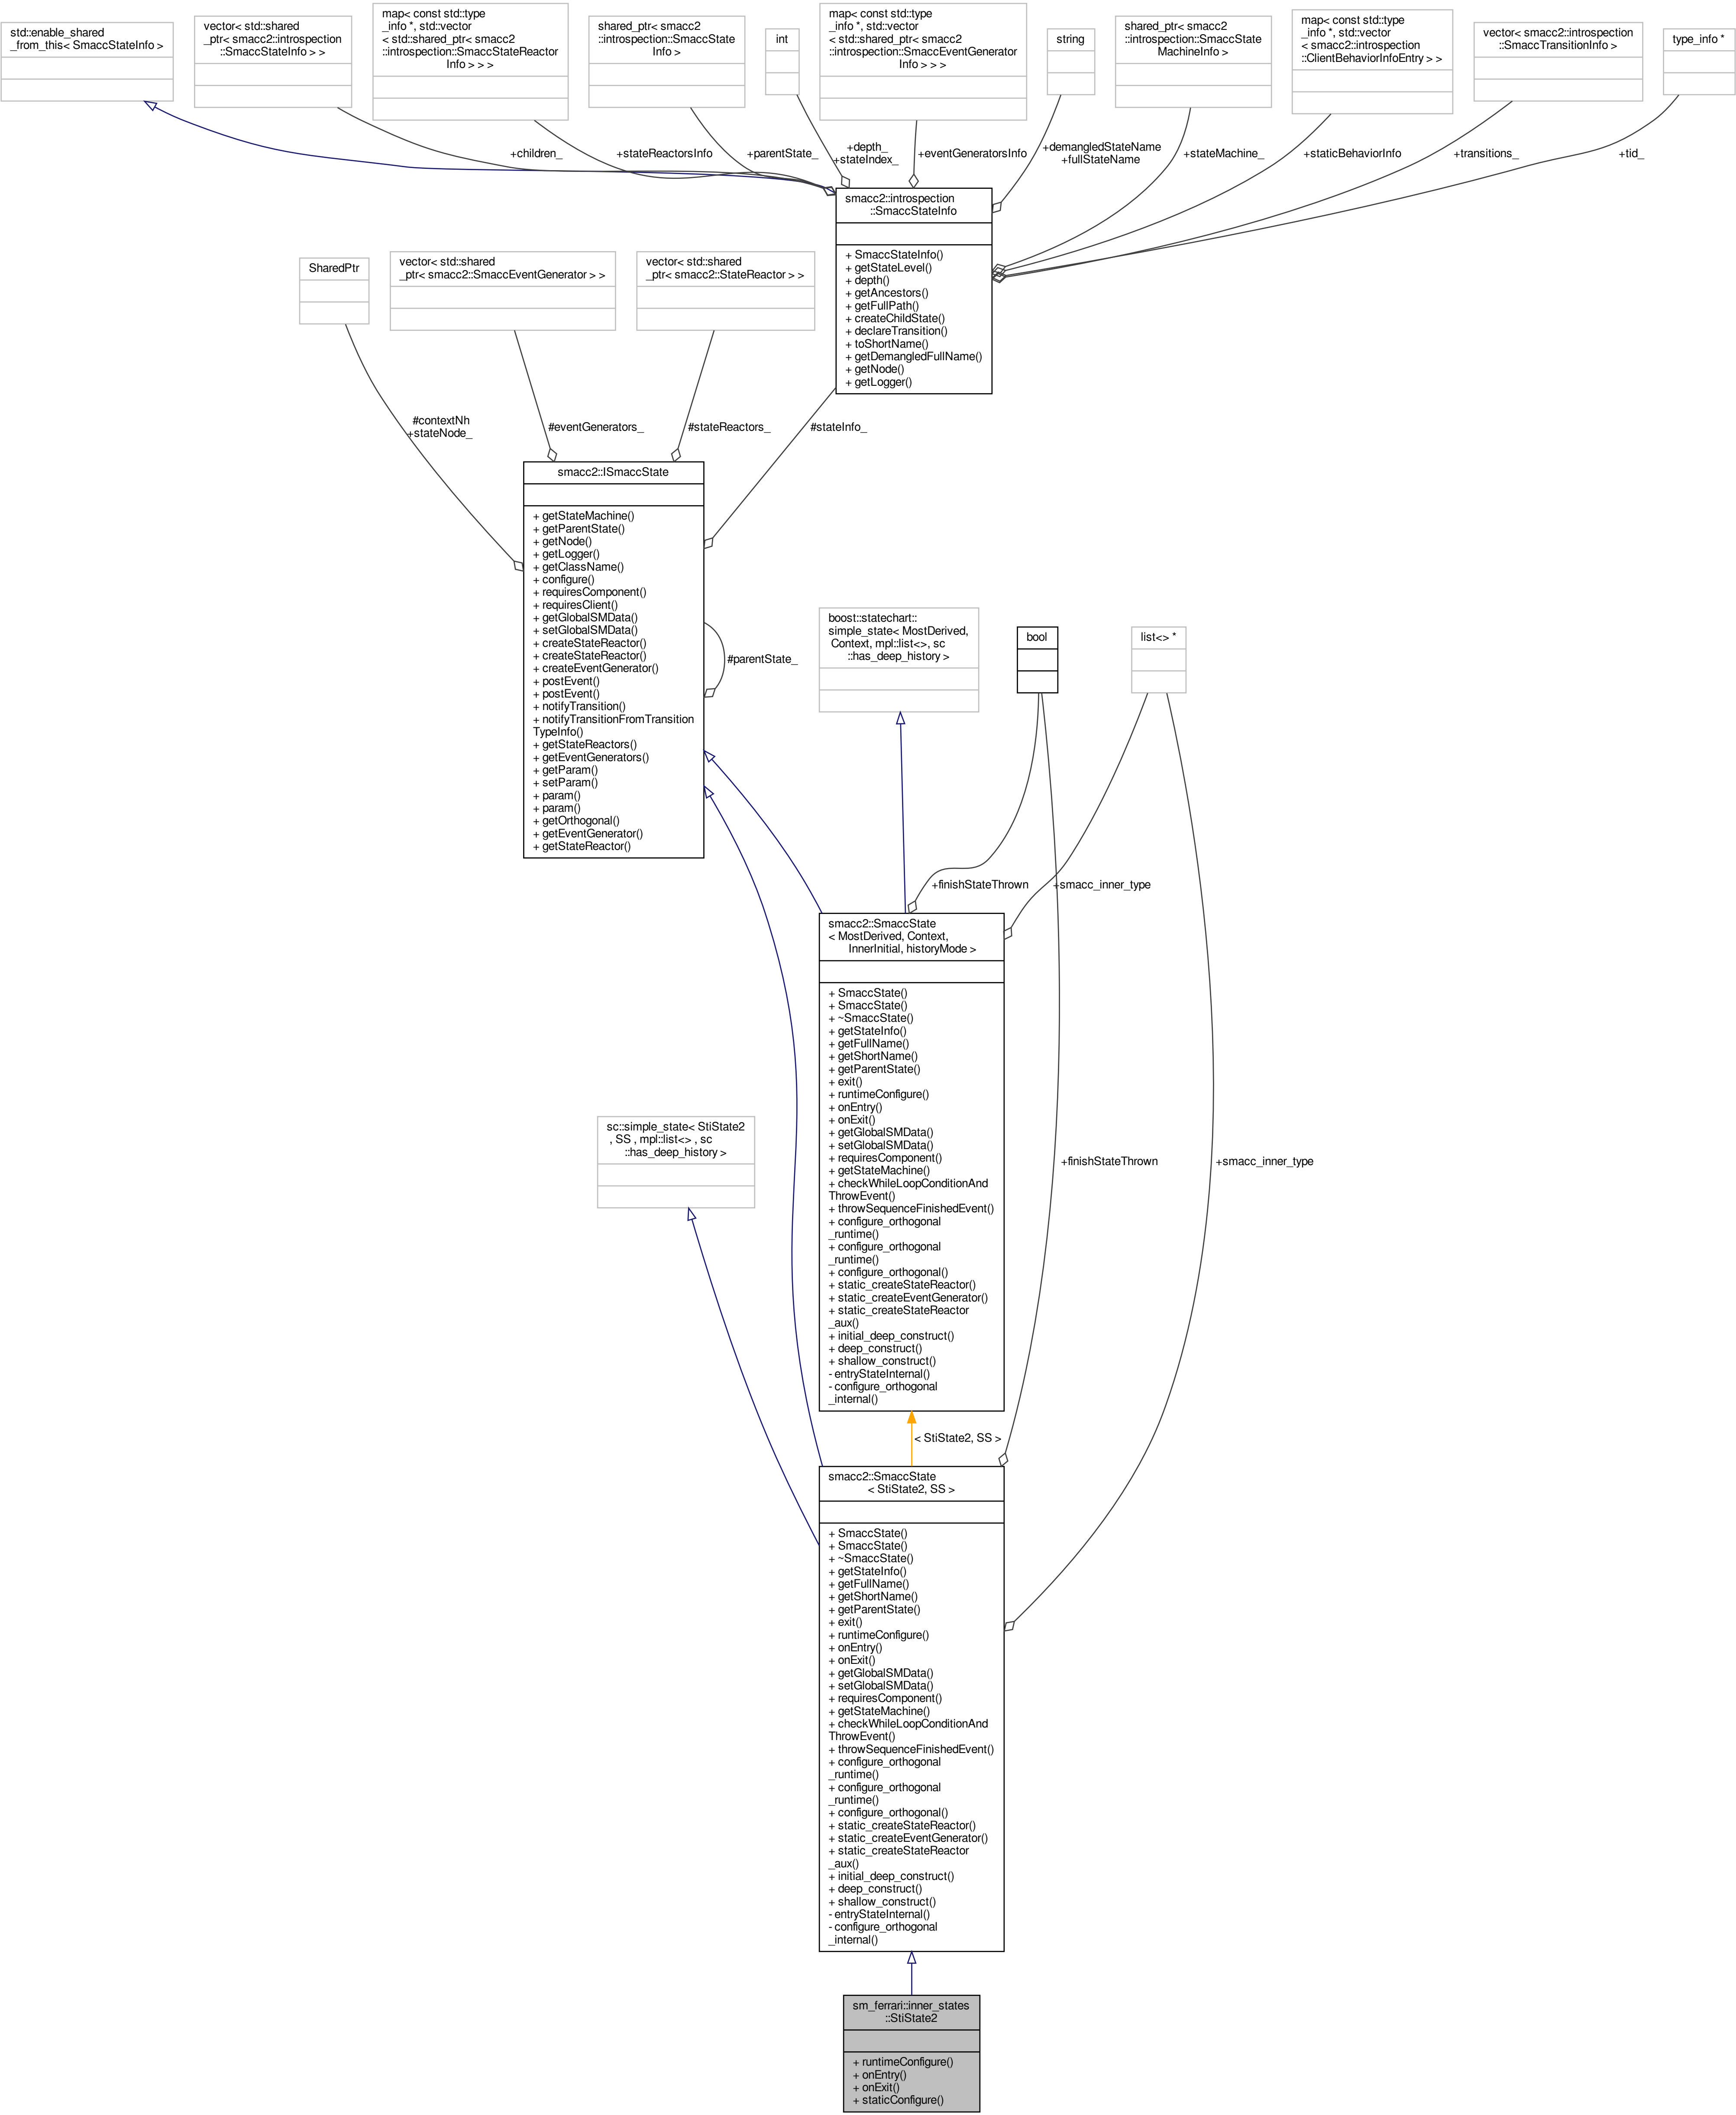 std::enable_shared
_from_this< SmaccStateInfo >
vector< std::shared
_ptr< smacc2::introspection
::SmaccStateInfo > >
map< const std::type
_info *, std::vector
< std::shared_ptr< smacc2
::introspection::SmaccStateReactor
Info > > >
shared_ptr< smacc2
::introspection::SmaccState
Info >
int
map< const std::type
_info *, std::vector
< std::shared_ptr< smacc2
::introspection::SmaccEventGenerator
Info > > >
string
shared_ptr< smacc2
::introspection::SmaccState
MachineInfo >
map< const std::type
_info *, std::vector
< smacc2::introspection
::ClientBehaviorInfoEntry > >
vector< smacc2::introspection
::SmaccTransitionInfo >
type_info *
+children_
+stateReactorsInfo
+parentState_
+depth_
+stateIndex_
+eventGeneratorsInfo
+demangledStateName
+fullStateName
+stateMachine_
+staticBehaviorInfo
+transitions_
+tid_
smacc2::introspection
::SmaccStateInfo
+ SmaccStateInfo()
+ getStateLevel()
+ depth()
+ getAncestors()
+ getFullPath()
+ createChildState()
+ declareTransition()
+ toShortName()
+ getDemangledFullName()
+ getNode()
+ getLogger()
SharedPtr
vector< std::shared
_ptr< smacc2::SmaccEventGenerator > >
vector< std::shared
_ptr< smacc2::StateReactor > >
#contextNh
+stateNode_
#eventGenerators_
#stateReactors_
#stateInfo_
smacc2::ISmaccState
+ getStateMachine()
+ getParentState()
+ getNode()
+ getLogger()
+ getClassName()
+ configure()
+ requiresComponent()
+ requiresClient()
+ getGlobalSMData()
+ setGlobalSMData()
+ createStateReactor()
+ createStateReactor()
+ createEventGenerator()
+ postEvent()
+ postEvent()
+ notifyTransition()
+ notifyTransitionFromTransition
TypeInfo()
+ getStateReactors()
+ getEventGenerators()
+ getParam()
+ setParam()
+ param()
+ param()
+ getOrthogonal()
+ getEventGenerator()
+ getStateReactor()
#parentState_
boost::statechart::
simple_state< MostDerived,
Context, mpl::list<>, sc
::has_deep_history >
bool
list<> *
+finishStateThrown
+smacc_inner_type
smacc2::SmaccState
< MostDerived, Context,
InnerInitial, historyMode >
+ SmaccState()
+ SmaccState()
+ ~SmaccState()
+ getStateInfo()
+ getFullName()
+ getShortName()
+ getParentState()
+ exit()
+ runtimeConfigure()
+ onEntry()
+ onExit()
+ getGlobalSMData()
+ setGlobalSMData()
+ requiresComponent()
+ getStateMachine()
+ checkWhileLoopConditionAnd
ThrowEvent()
+ throwSequenceFinishedEvent()
+ configure_orthogonal
_runtime()
+ configure_orthogonal
_runtime()
+ configure_orthogonal()
+ static_createStateReactor()
+ static_createEventGenerator()
+ static_createStateReactor
_aux()
+ initial_deep_construct()
+ deep_construct()
+ shallow_construct()
- entryStateInternal()
- configure_orthogonal
_internal()
sc::simple_state< StiState2
, SS , mpl::list<> , sc
::has_deep_history >
+finishStateThrown
+smacc_inner_type
< StiState2, SS >
smacc2::SmaccState
< StiState2, SS >
+ SmaccState()
+ SmaccState()
+ ~SmaccState()
+ getStateInfo()
+ getFullName()
+ getShortName()
+ getParentState()
+ exit()
+ runtimeConfigure()
+ onEntry()
+ onExit()
+ getGlobalSMData()
+ setGlobalSMData()
+ requiresComponent()
+ getStateMachine()
+ checkWhileLoopConditionAnd
ThrowEvent()
+ throwSequenceFinishedEvent()
+ configure_orthogonal
_runtime()
+ configure_orthogonal
_runtime()
+ configure_orthogonal()
+ static_createStateReactor()
+ static_createEventGenerator()
+ static_createStateReactor
_aux()
+ initial_deep_construct()
+ deep_construct()
+ shallow_construct()
- entryStateInternal()
- configure_orthogonal
_internal()
sm_ferrari::inner_states
::StiState2
+ runtimeConfigure()
+ onEntry()
+ onExit()
+ staticConfigure()